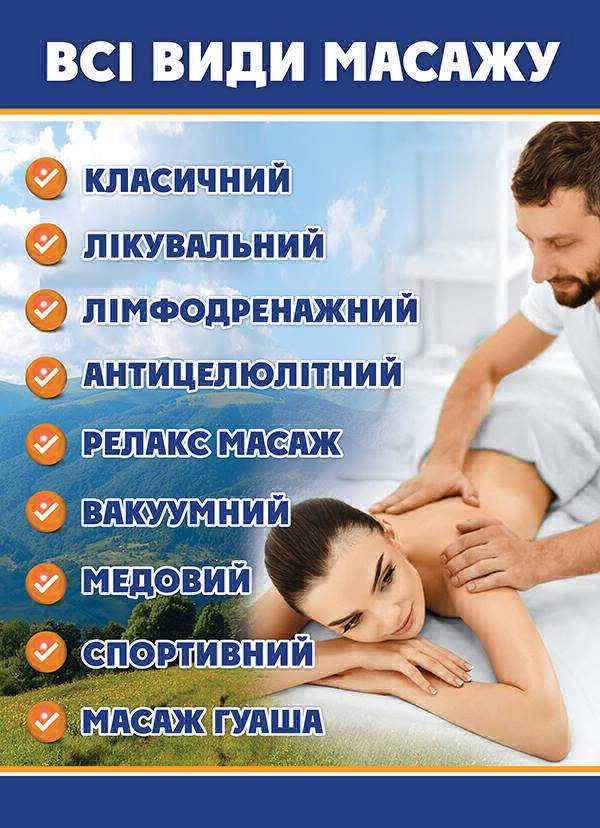 ВСІ ВИДИ МАСАЖУ
КЛАСИЧНИЙ
ЛІКУВАЛЬНИЙ
ЛІМФОДРЕНАЖНИЙ
АНТИЦЕЛЮЛІТНИЙ
РЕЛАКС МАСАЖ
ВАКУУМНИЙ
МЕДОВИЙ
СПОРТИВНИЙ
МАСАЖ ГУАША